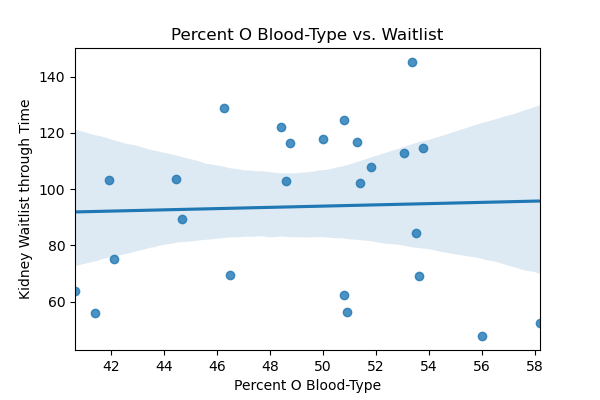 Percent O Blood-Type vs. Waitlist
Kidney Waitlist through Time
140
120
100
80
60
42 44 46 48 50 52 54 56 58
Percent O Blood-Type